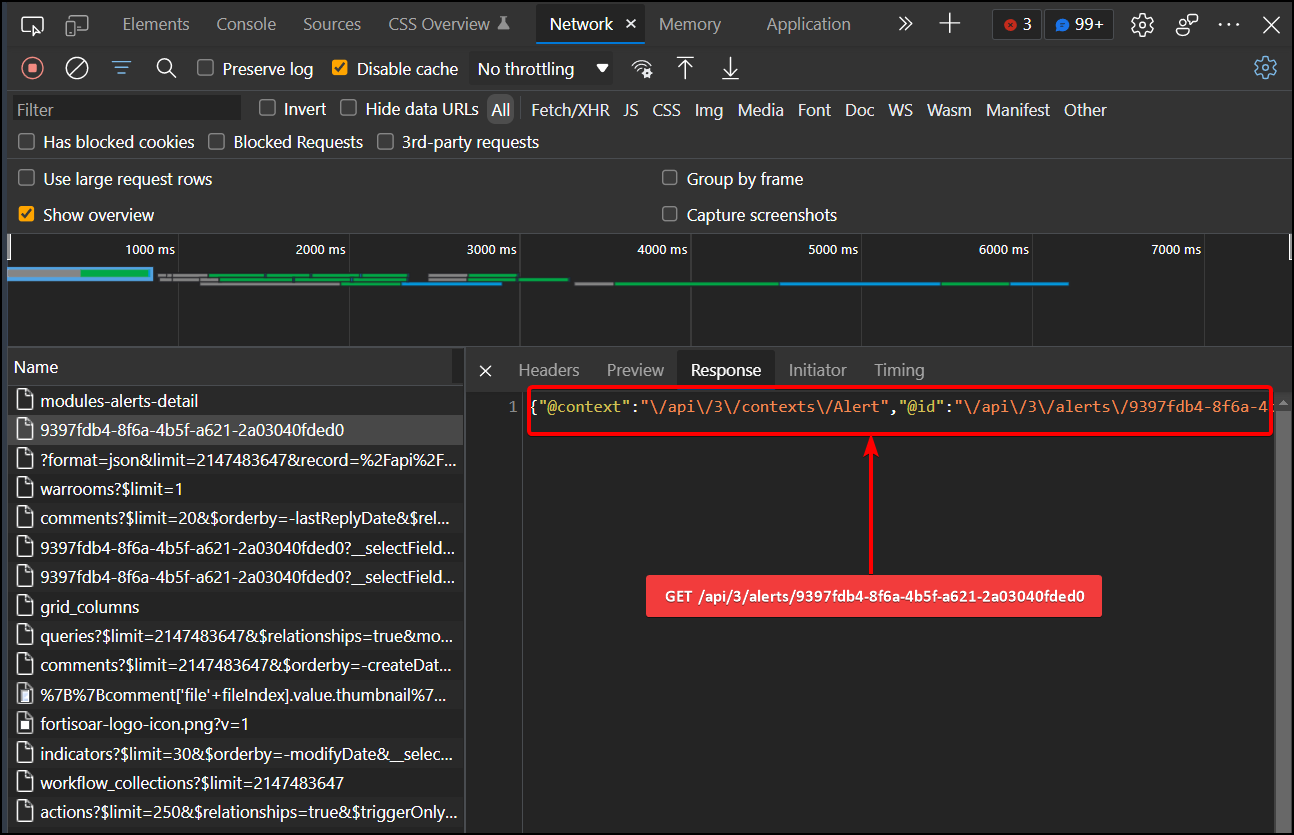 Elements Console Sources CSS Overview Network Memory Application 3 99+
Preserve log Disable cache No throttling
Filter Invert Hide data URLs All Fetch/XHR JS CSS Img Media Font Doc WS Wasm Manifest Other
Has blocked cookies Blocked Requests 3rd-party requests
Use large request rows Group by frame
Show overview Capture screenshots
1000 ms 2000 ms 3000 ms 4000 ms 5000 ms 6000 ms 7000 ms
Name
Headers Preview Response Initiator Timing
1 {"@context":"\/api\/3\/contexts\/Alert","@id":"\/api\/3\/alerts\/9397fdb4-8f6a-4
GET /api/3/alerts/9397fdb4-8f6a-4b5f-a621-2a03040fded0
modules-alerts-detail
9397fdb4-8f6a-4b5f-a621-2a03040fded0
?format=json&limit=2147483647&record=%2Fapi%2F...
warrooms?$limit=1
comments?$limit=20&$orderby=-lastReplyDate&$rel...
9397fdb4-8f6a-4b5f-a621-2a03040fded0?__selectField...
9397fdb4-8f6a-4b5f-a621-2a03040fded0?__selectField...
grid_columns
queries?$limit=2147483647&$relationships=true&mo...
comments?$limit=2147483647&$orderby=-createDat...
%7B%7Bcomment['file'+fileIndex].value.thumbnail%7...
fortisoar-logo-icon.png?v=1
indicators?$limit=30&$orderby=-modifyDate&__selec...
workflow_collections?$limit=2147483647
actions?$limit=250&$relationships=true&$triggerOnly...